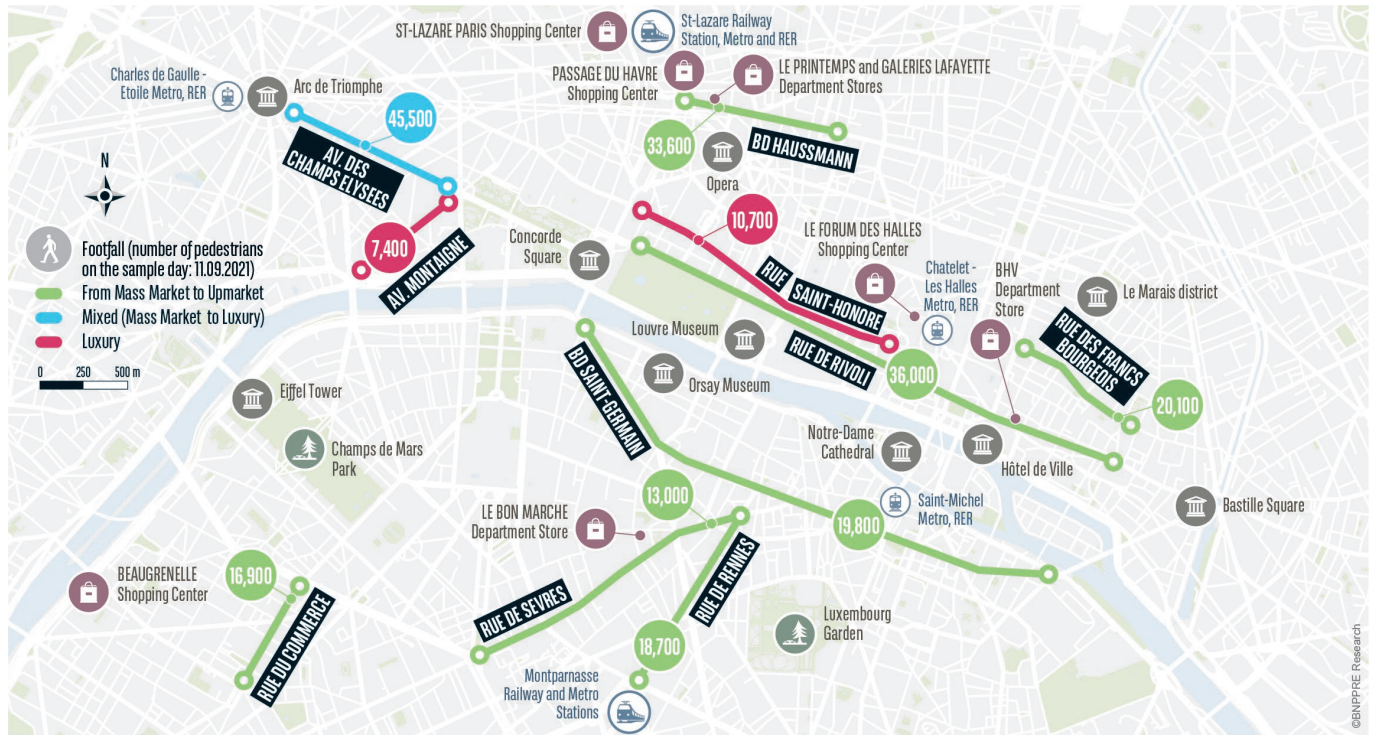 ST-LAZARE PARIS Shopping Center
St-Lazare Railway
Station, Metro and RER
Charles de Gaulle -
Etoile Metro, RER
Arc de Triomphe
PASSAGE DU HAVRE
Shopping Center
LE PRINTEMPS and GALERIES LAFAYETTE
Department Stores
45,500
AV. DES
CHAMPS ELYSEES
33,600
BD HAUSSMANN
Opera
N
7,400
AV. MONTAIGNE
Concorde
Square
10,700
RUE SAINT-HONORE
LE FORUM DES HALLES
Shopping Center
Chatelet -
Les Halles
Metro, RER
BHV
Department
Store
Le Marais district
Footfall (number of pedestrians
on the sample day: 11.09.2021)
From Mass Market to Upmarket
Mixed (Mass Market to Luxury)
Luxury
0 250 500 m
Louvre Museum
RUE DE RIVOLI
36,000
RUE DES FRANCS
BOURGEOIS
20,100
Orsay Museum
BD SAINT-GERMAIN
Eiffel Tower
Champs de Mars
Park
Notre-Dame
Cathedral
Hôtel de Ville
Saint-Michel
Metro, RER
Bastille Square
LE BON MARCHE
Department Store
13,000
19,800
BEAUGRENELLE
Shopping Center
16,900
RUE DU COMMERCE
RUE DE SEVRES
RUE DE RENNES
18,700
Luxembourg
Garden
Montparnasse
Railway and Metro
Stations
©BNPPRE Research